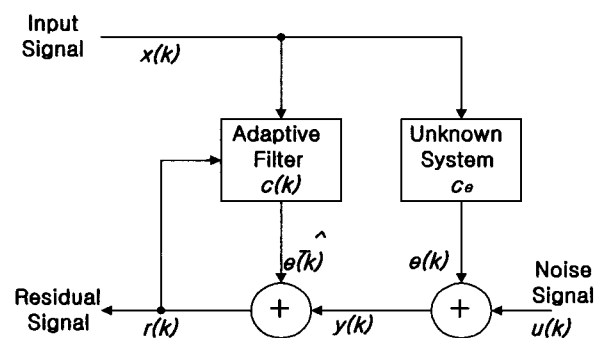 Input
Signal
x(k)
Adaptive
Filter
c(k)
Unknown
System
cₑ
ê(k)
e(k)
Noise
Signal
u(k)
Residual
Signal
r(k)
+
y(k)
+